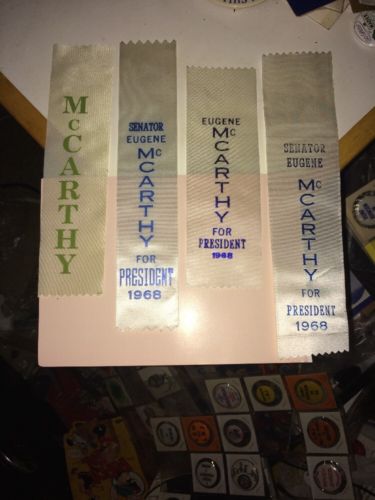 McCARTHY
SENATOR
EUGENE
McCARTHY
FOR
PRESIDENT
1968
EUGENE
McCARTHY
FOR
PRESIDENT
1968
SENATOR
EUGENE
McCARTHY
FOR
PRESIDENT
1968